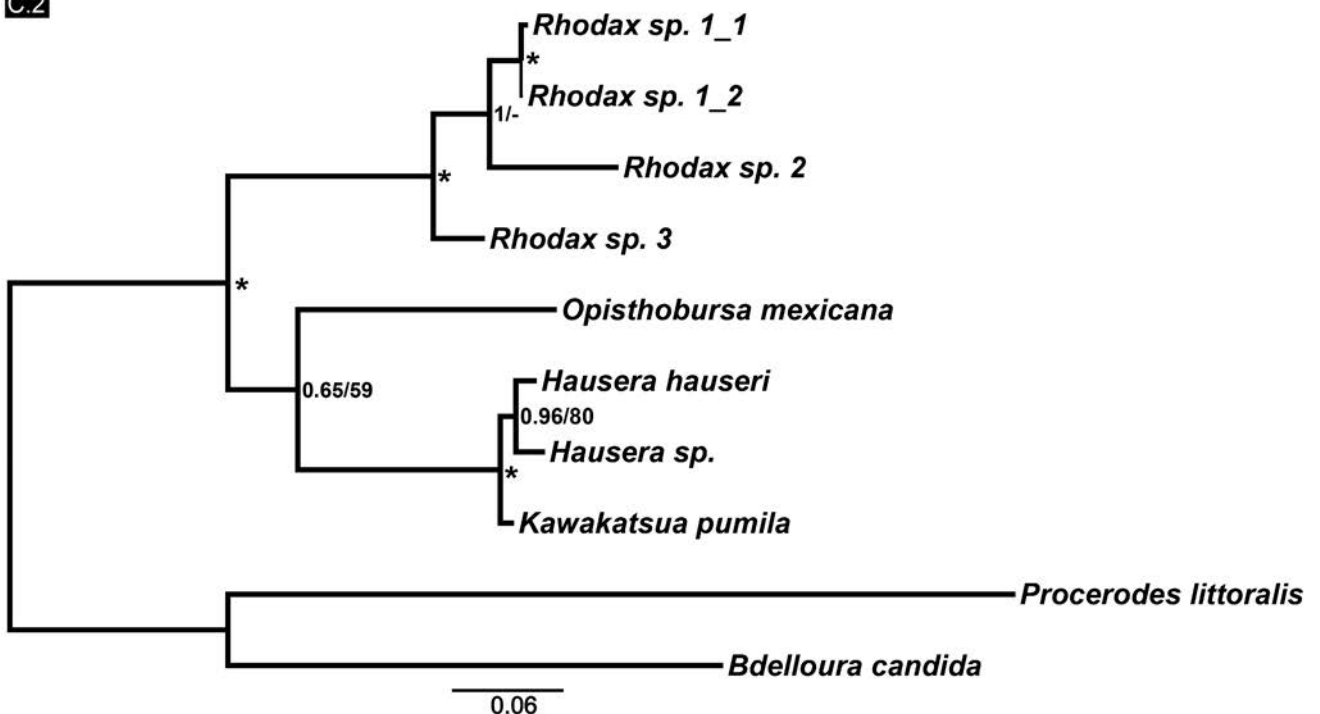 C.2
Rhodax sp. 1_1
*
Rhodax sp. 1_2
1/-
Rhodax sp. 2
*
Rhodax sp. 3
*
Opisthobursa mexicana
Hausera hauseri
0.65/59
0.96/80
Hausera sp.
*
Kawakatsua pumila
Procerodes littoralis
Bdelloura candida
0.06